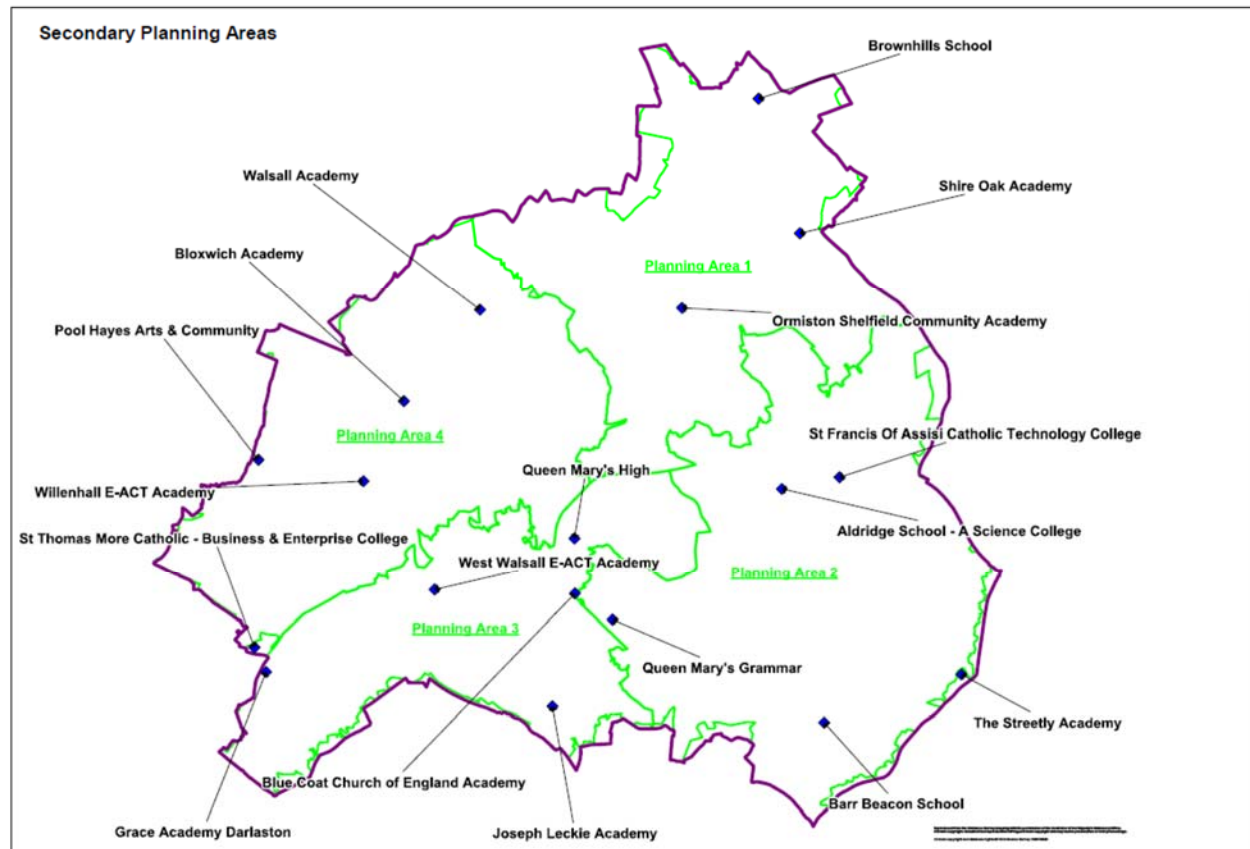 Secondary Planning Areas
Brownhills School
Walsall Academy
Shire Oak Academy
Bloxwich Academy
Planning Area 1
Pool Hayes Arts & Community
Ormiston Shelfield Community Academy
Planning Area 4
St Francis Of Assisi Catholic Technology College
Queen Mary's High
Willenhall E-ACT Academy
Aldridge School - A Science College
St Thomas More Catholic - Business & Enterprise College
West Walsall E-ACT Academy
Planning Area 2
Planning Area 3
Queen Mary's Grammar
The Streetly Academy
Blue Coat Church of England Academy
Barr Beacon School
Grace Academy Darlaston
Joseph Leckie Academy